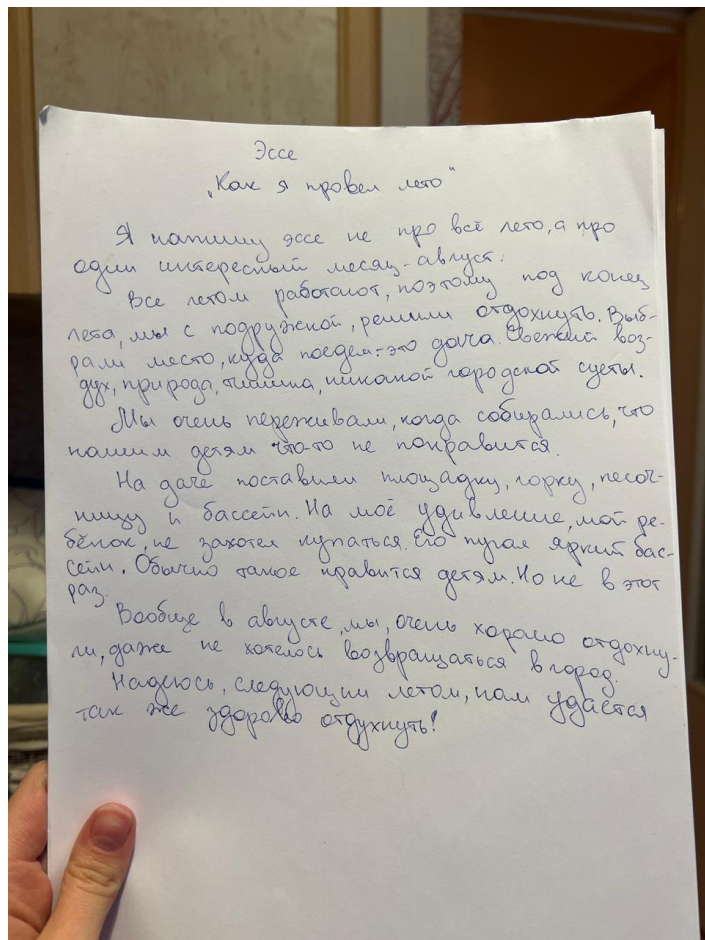 Эссе
„Как я провел лето"
Я напишу эссе не про всё лето, а про
один интересный месяц - август.
Все летом работают, поэтому под конец
лета, мы с подружкой, решили отдохнуть. Выб-
рали место, куда поедем - это дача. Свежий воз-
дух, природа, тишина, никакой городской суеты.
Мы очень переживали, когда собирались, что
нашим детям что-то не понравится.
На даче поставили площадку, горку, песоч-
ницу и бассейн. На моё удивление, мой ре-
бёнок, не захотел купаться. Его пугал яркий бас-
сейн. Обычно такое нравится детям. Но не в этот
раз.
Вообще в августе, мы, очень хорошо отдохну-
ли, даже не хотелось возвращаться в город.
Надеюсь, следующим летом, нам удастся
так же здорово отдухнуть!